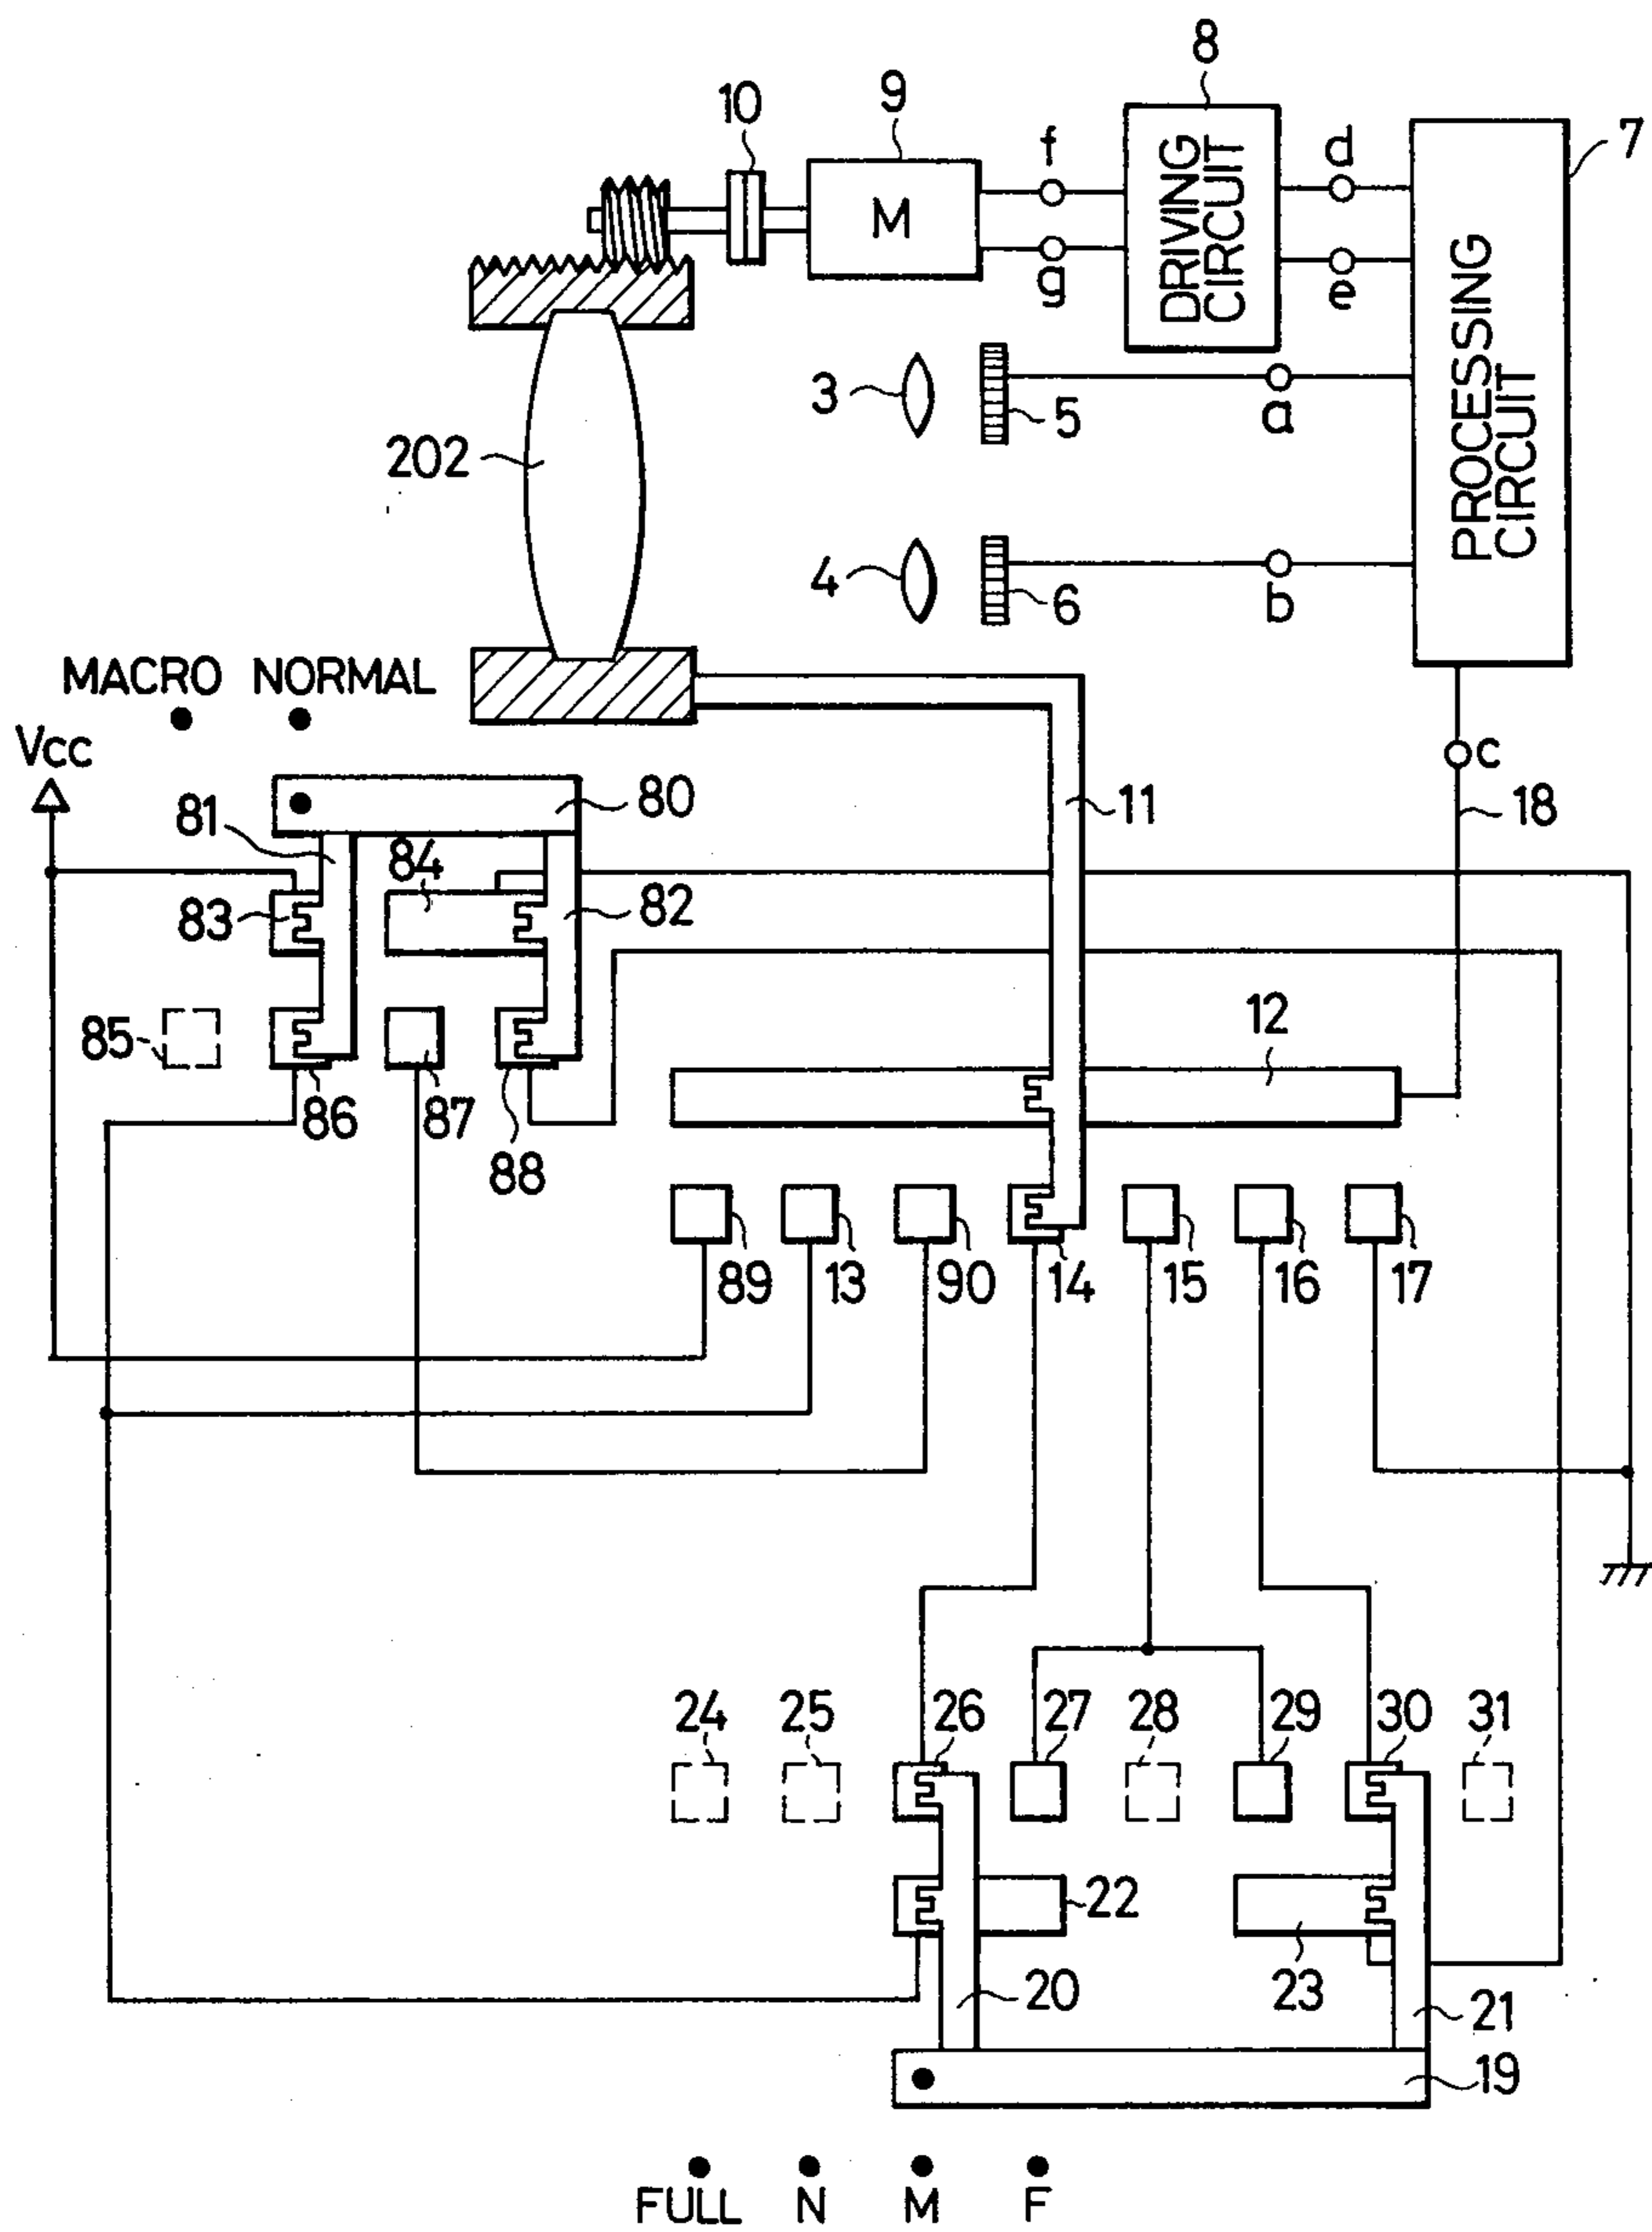 8
9
10
7
f
d
M
DRIVING
CIRCUIT
g
e
PROCESSING
CIRCUIT
3
5
a
202
4
6
b
MACRO NORMAL
Vcc
c
81
80
11
18
84
83
82
12
85
86
87
88
89
13
90
14
15
16
17
24
25
26
27
28
29
30
31
22
20
23
21
19
FULL N M F